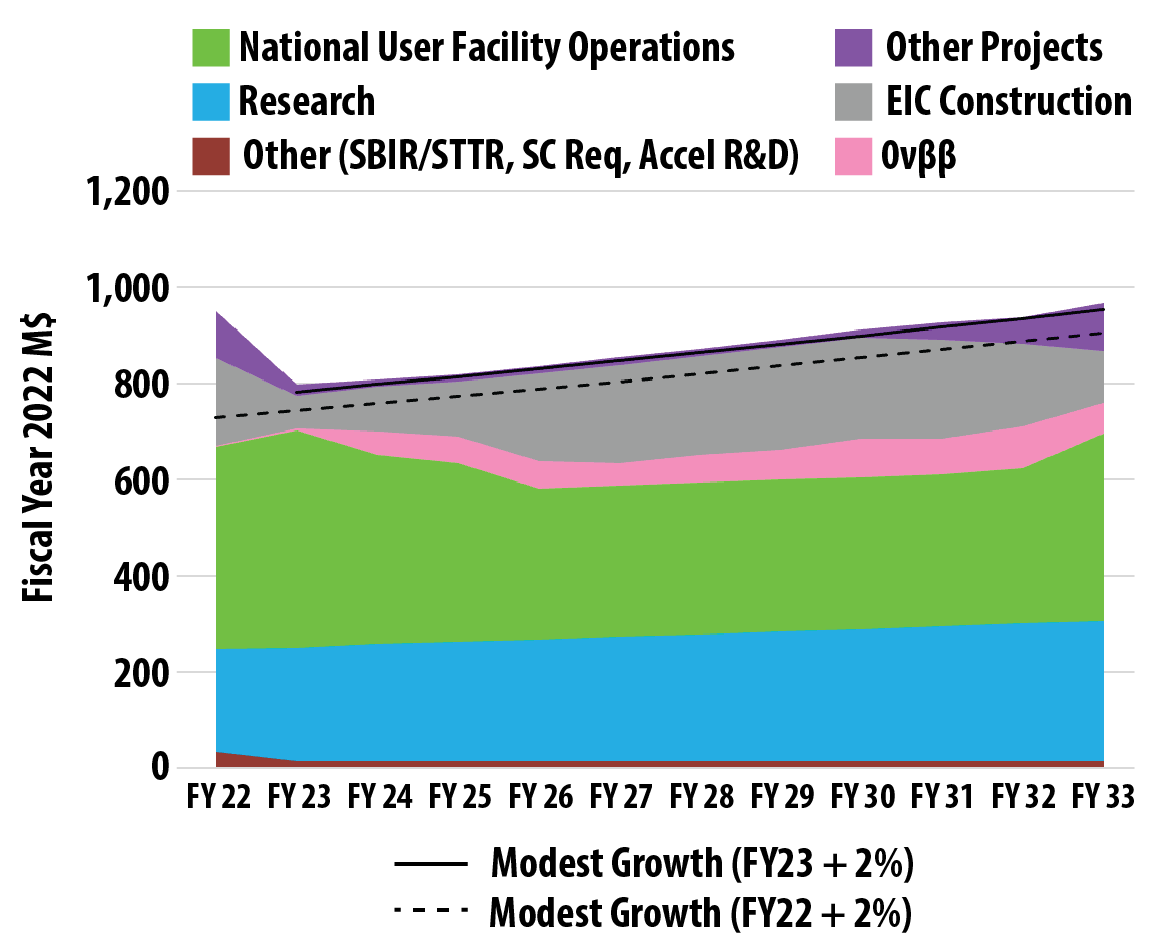 National User Facility Operations
Other Projects
Research
EIC Construction
Other (SBIR/STTR, SC Req, Accel R&D)
0νββ
Fiscal Year 2022 M$
1,200
1,000
800
600
400
200
0
FY 22 FY 23 FY 24 FY 25 FY 26 FY 27 FY 28 FY 29 FY 30 FY 31 FY 32 FY 33
Modest Growth (FY23 + 2%)
Modest Growth (FY22 + 2%)